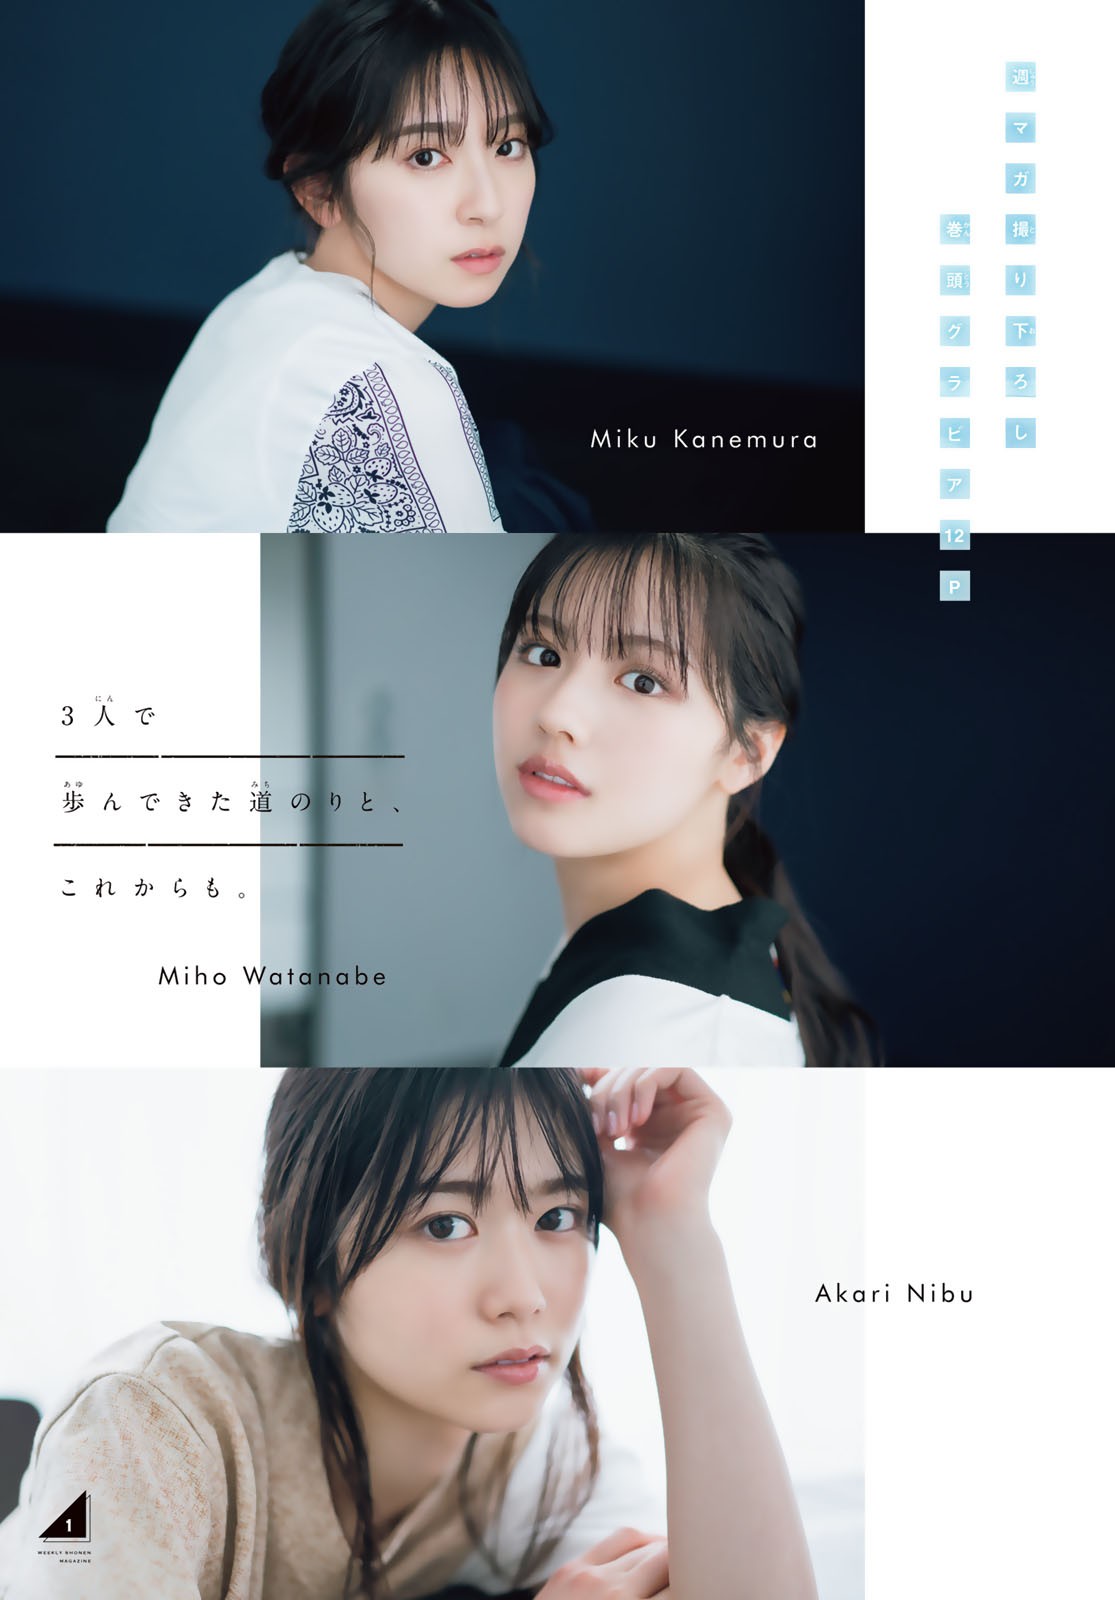 週マガ撮り下ろし
巻頭グラビア12P
Miku Kanemura
3人で
歩んできた道のりと、
これからも。
Miho Watanabe
Akari Nibu
1
WEEKLY SHONEN
MAGAZINE